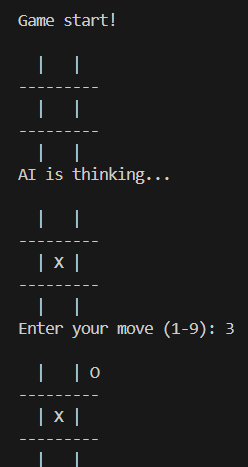 Game start!
  |   |
---------
  |   |
---------
  |   |
AI is thinking...
  |   |
---------
  | X |
---------
  |   |
Enter your move (1-9): 3
  |   | O
---------
  | X |
---------
  |   |